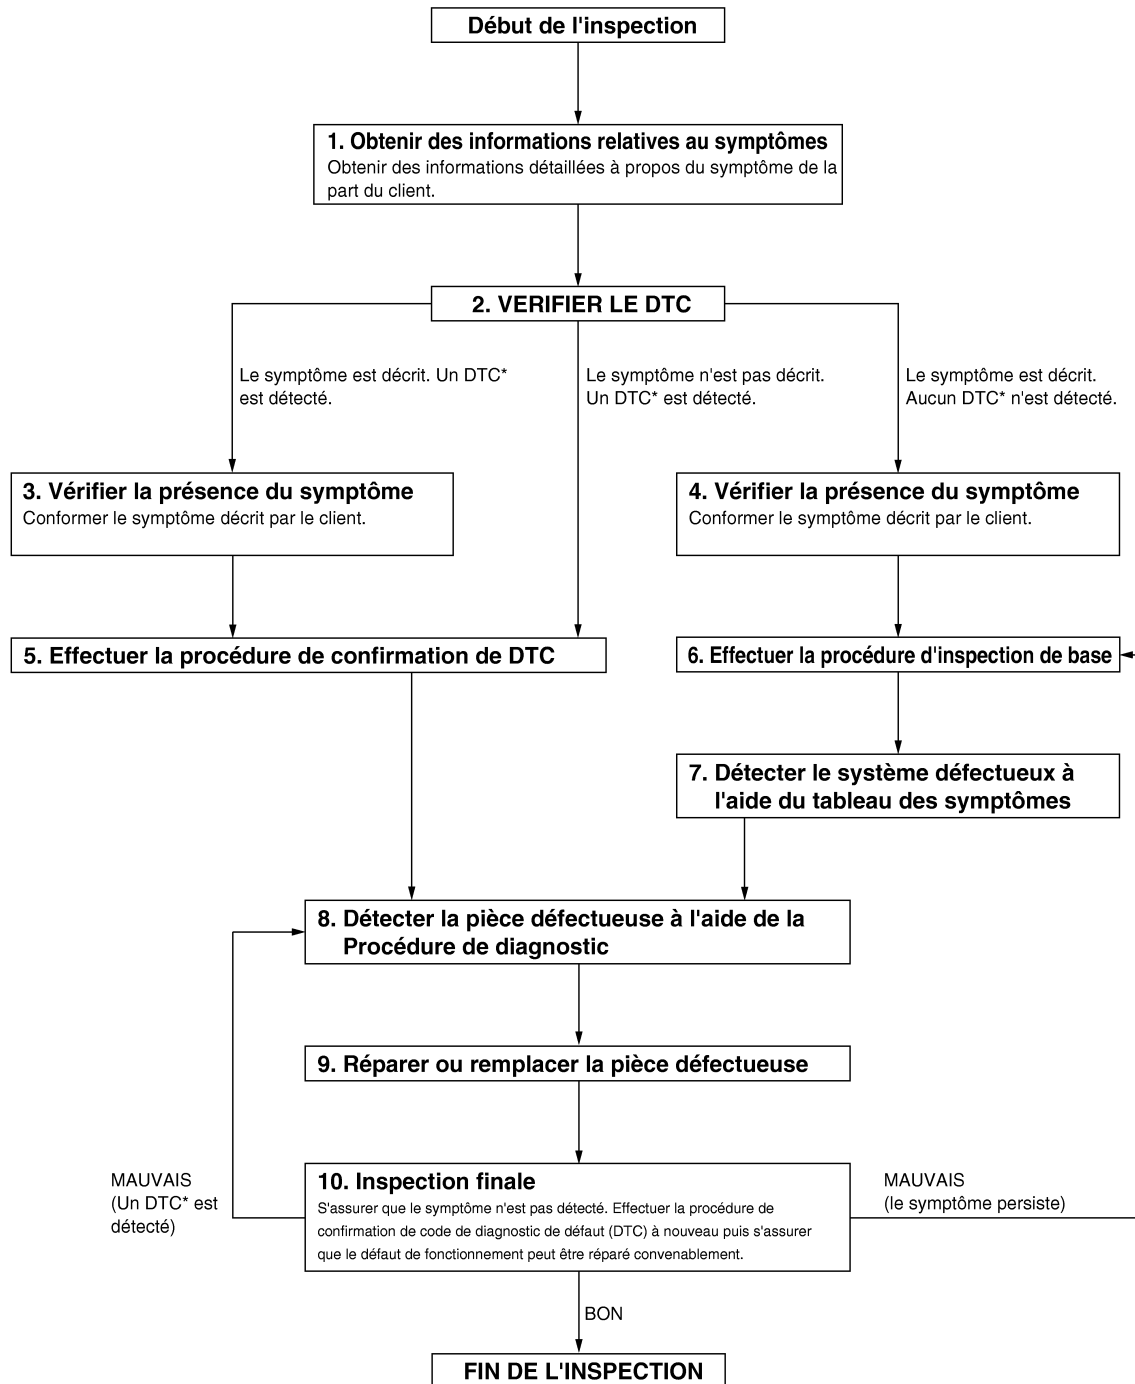 Début de l'inspection
1. Obtenir des informations relatives au symptômes
Obtenir des informations détaillées à propos du symptôme de la
part du client.
2. VERIFIER LE DTC
Le symptôme est décrit. Un DTC*
est détecté.
Le symptôme n'est pas décrit.
Un DTC* est détecté.
Le symptôme est décrit.
Aucun DTC* n'est détecté.
3. Vérifier la présence du symptôme
Conformer le symptôme décrit par le client.
4. Vérifier la présence du symptôme
Conformer le symptôme décrit par le client.
5. Effectuer la procédure de confirmation de DTC
6. Effectuer la procédure d'inspection de base
7. Détecter le système défectueux à
l'aide du tableau des symptômes
8. Détecter la pièce défectueuse à l'aide de la
Procédure de diagnostic
9. Réparer ou remplacer la pièce défectueuse
MAUVAIS
(Un DTC* est
détecté)
10. Inspection finale
S'assurer que le symptôme n'est pas détecté. Effectuer la procédure de
confirmation de code de diagnostic de défaut (DTC) à nouveau puis s'assurer
que le défaut de fonctionnement peut être réparé convenablement.
MAUVAIS
(le symptôme persiste)
BON
FIN DE L'INSPECTION